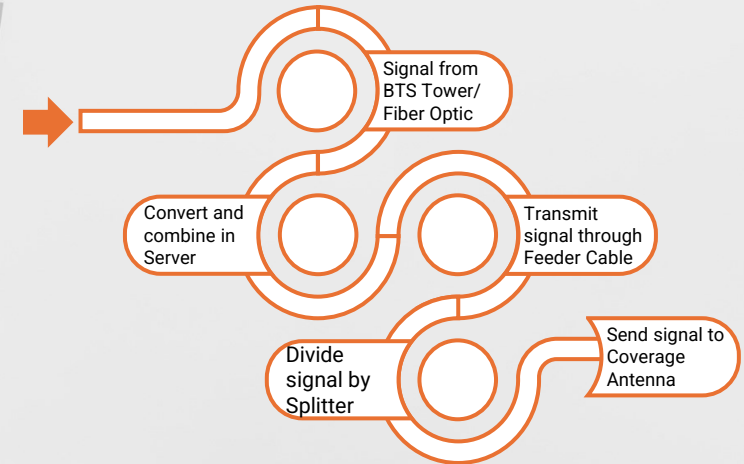 Signal from
BTS Tower/
Fiber Optic
Convert and
combine in
Server
Transmit
signal through
Feeder Cable
Divide
signal by
Splitter
Send signal to
Coverage
Antenna